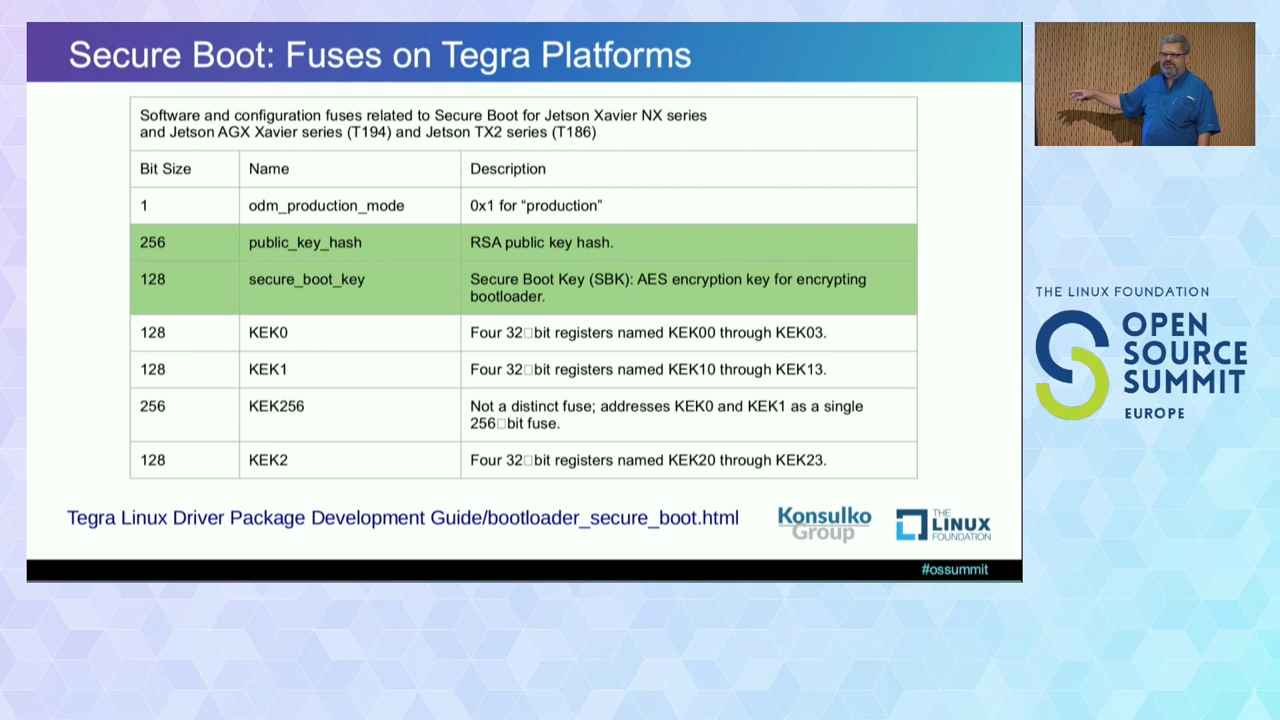 Secure Boot: Fuses on Tegra Platforms
Software and configuration fuses related to Secure Boot for Jetson Xavier NX series
and Jetson AGX Xavier series (T194) and Jetson TX2 series (T186)
Bit Size Name Description
1 odm_production_mode 0x1 for “production”
256 public_key_hash RSA public key hash.
128 secure_boot_key Secure Boot Key (SBK): AES encryption key for encrypting
bootloader.
128 KEK0 Four 32□bit registers named KEK00 through KEK03.
128 KEK1 Four 32□bit registers named KEK10 through KEK13.
256 KEK256 Not a distinct fuse; addresses KEK0 and KEK1 as a single
256□bit fuse.
128 KEK2 Four 32□bit registers named KEK20 through KEK23.
Tegra Linux Driver Package Development Guide/bootloader_secure_boot.html
Konsulko
Group
THE
LINUX
FOUNDATION
#ossummit
THE LINUX FOUNDATION
OPEN
SOURCE
SUMMIT
EUROPE